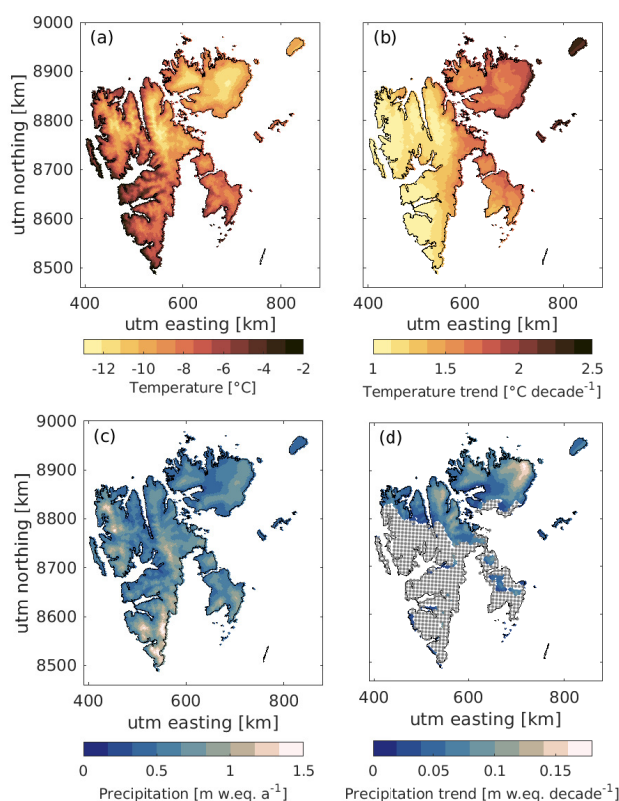 (a)
(b)
9000
8900
8800
8700
8600
8500
utm northing [km]
400 600 800
400 600 800
utm easting [km]
utm easting [km]
-12 -10 -8 -6 -4 -2
1 1.5 2 2.5
Temperature [°C]
Temperature trend [°C decade⁻¹]
(c)
(d)
9000
8900
8800
8700
8600
8500
utm northing [km]
400 600 800
400 600 800
utm easting [km]
utm easting [km]
0 0.5 1 1.5
0 0.05 0.1 0.15
Precipitation [m w.eq. a⁻¹]
Precipitation trend [m w.eq. decade⁻¹]